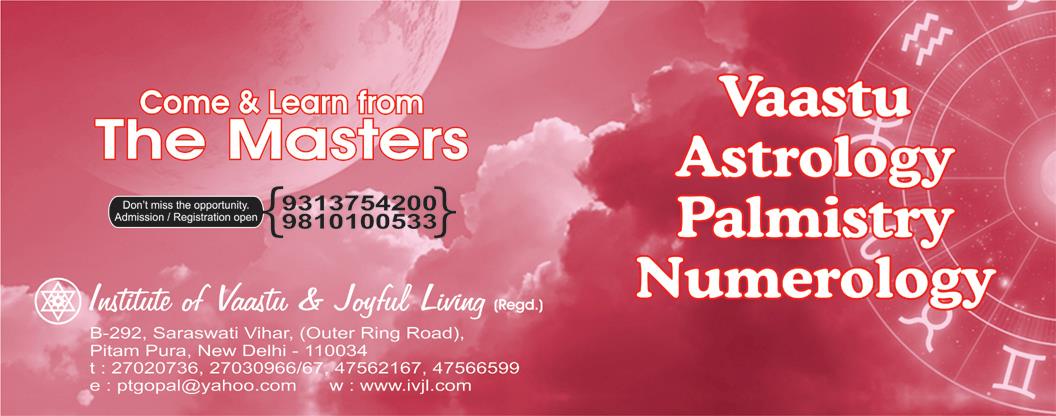 Come & Learn from
The Masters
Don't miss the opportunity.
Admission / Registration open
9313754200
9810100533
Institute of Vaastu & Joyful Living (Regd.)
B-292, Saraswati Vihar, (Outer Ring Road),
Pitam Pura, New Delhi - 110034
t : 27020736, 27030966/67, 47562167, 47566599
e : ptgopal@yahoo.com w : www.ivjl.com
Vaastu
Astrology
Palmistry
Numerology